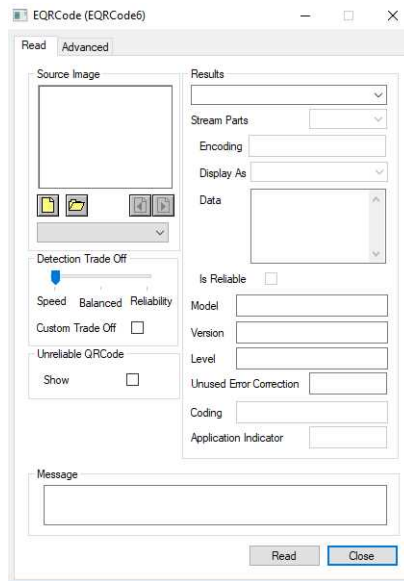 EQRCode (EQRCode6)
Read Advanced
Source Image
Detection Trade Off
Speed Balanced Reliability
Custom Trade Off
Unreliable QRCode
Show
Results
Stream Parts
Encoding
Display As
Data
Is Reliable
Model
Version
Level
Unused Error Correction
Coding
Application Indicator
Message
Read Close